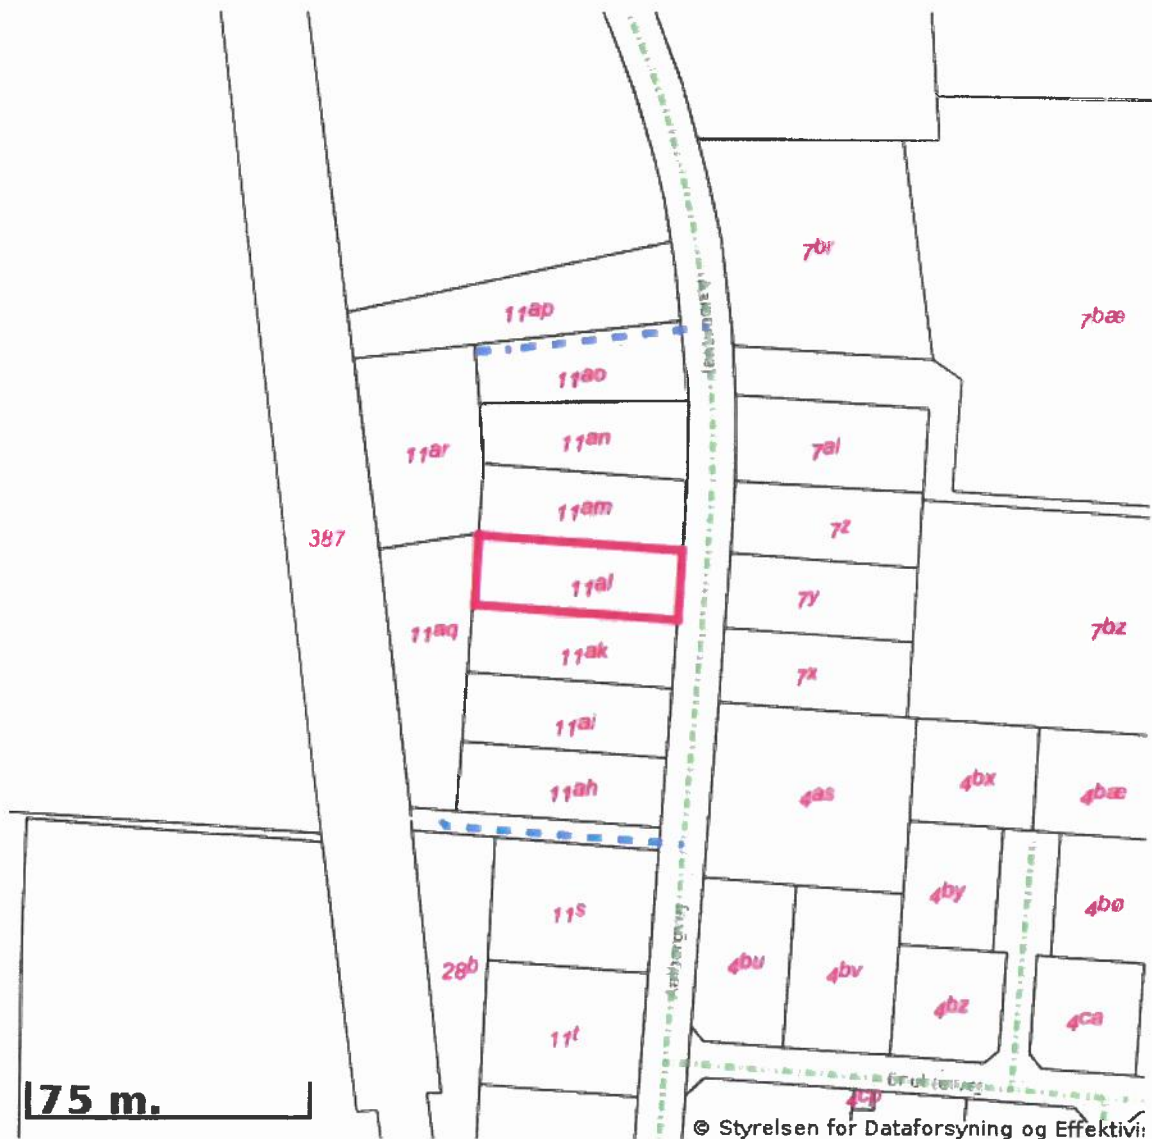 7br
7bæ
11ap
11ao
11an
11ar
7al
11am
7z
387
11al
7y
11aq
11ak
7bz
7x
11ai
11ah
4as
4bx
4bæ
4by
4bø
11s
28b
4bu
4bv
4bz
4ca
11t
4cp
75 m.
© Styrelsen for Dataforsyning og Effektivi